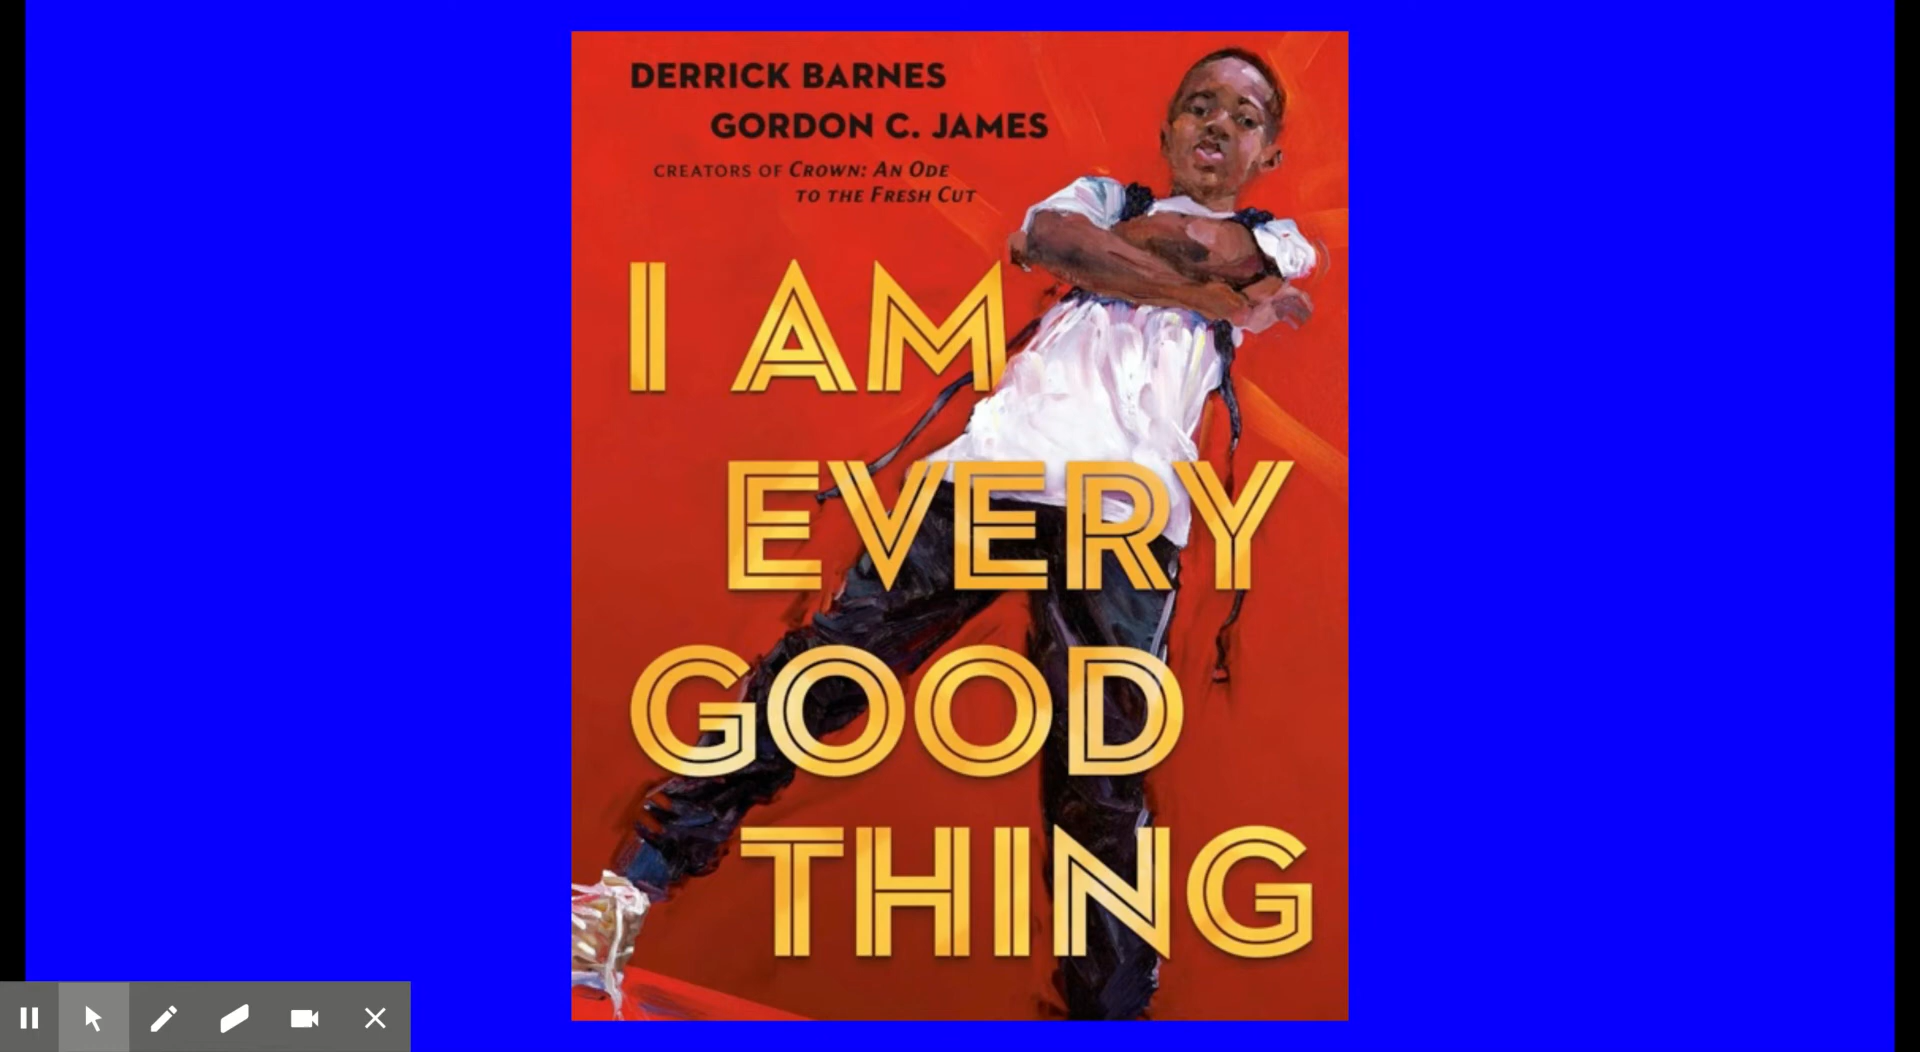 DERRICK BARNES
GORDON C. JAMES
CREATORS OF CROWN: AN ODE
TO THE FRESH CUT
I AM
EVERY
GOOD
THING